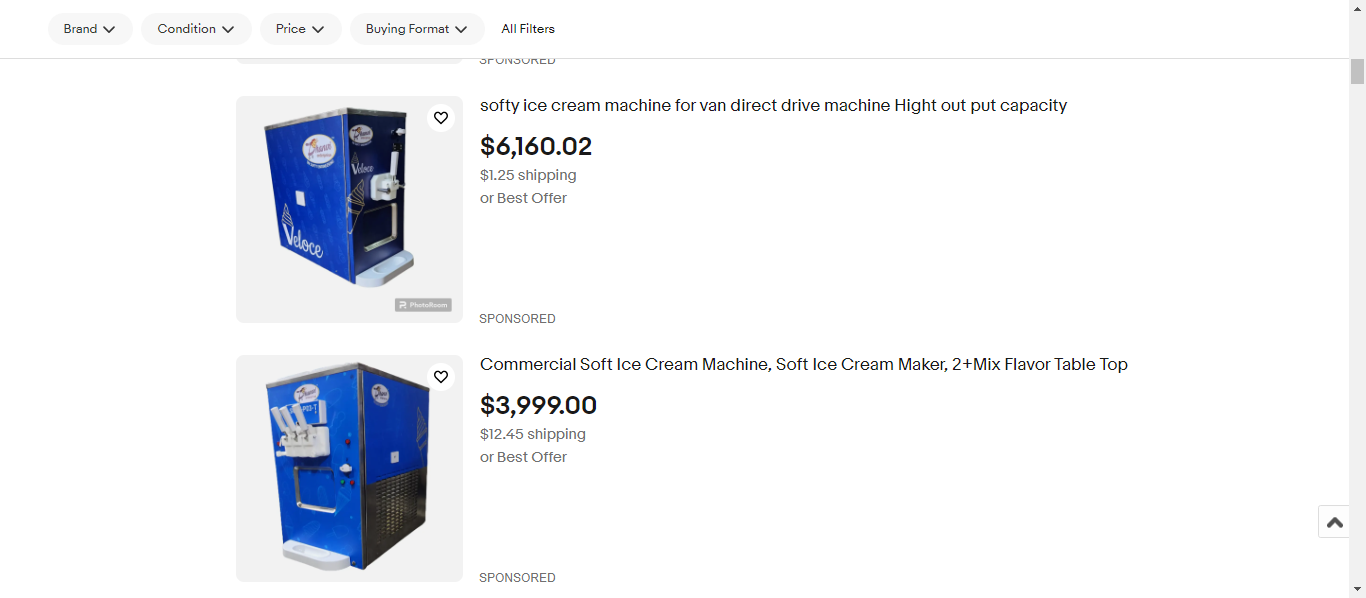 Brand
Condition
Price
Buying Format
All Filters
SPONSORED
softy ice cream machine for van direct drive machine Hight out put capacity
$6,160.02
$1.25 shipping
or Best Offer
Veloce
Veloce
PhotoRoom
SPONSORED
Commercial Soft Ice Cream Machine, Soft Ice Cream Maker, 2+Mix Flavor Table Top
$3,999.00
$12.45 shipping
or Best Offer
SPONSORED